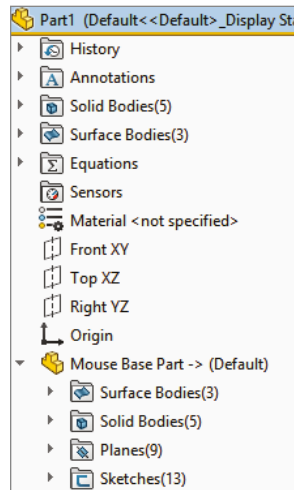 Part1 (Default<<Default>_Display Sta
History
Annotations
Solid Bodies(5)
Surface Bodies(3)
Equations
Sensors
Material <not specified>
Front XY
Top XZ
Right YZ
Origin
Mouse Base Part -> (Default)
Surface Bodies(3)
Solid Bodies(5)
Planes(9)
Sketches(13)